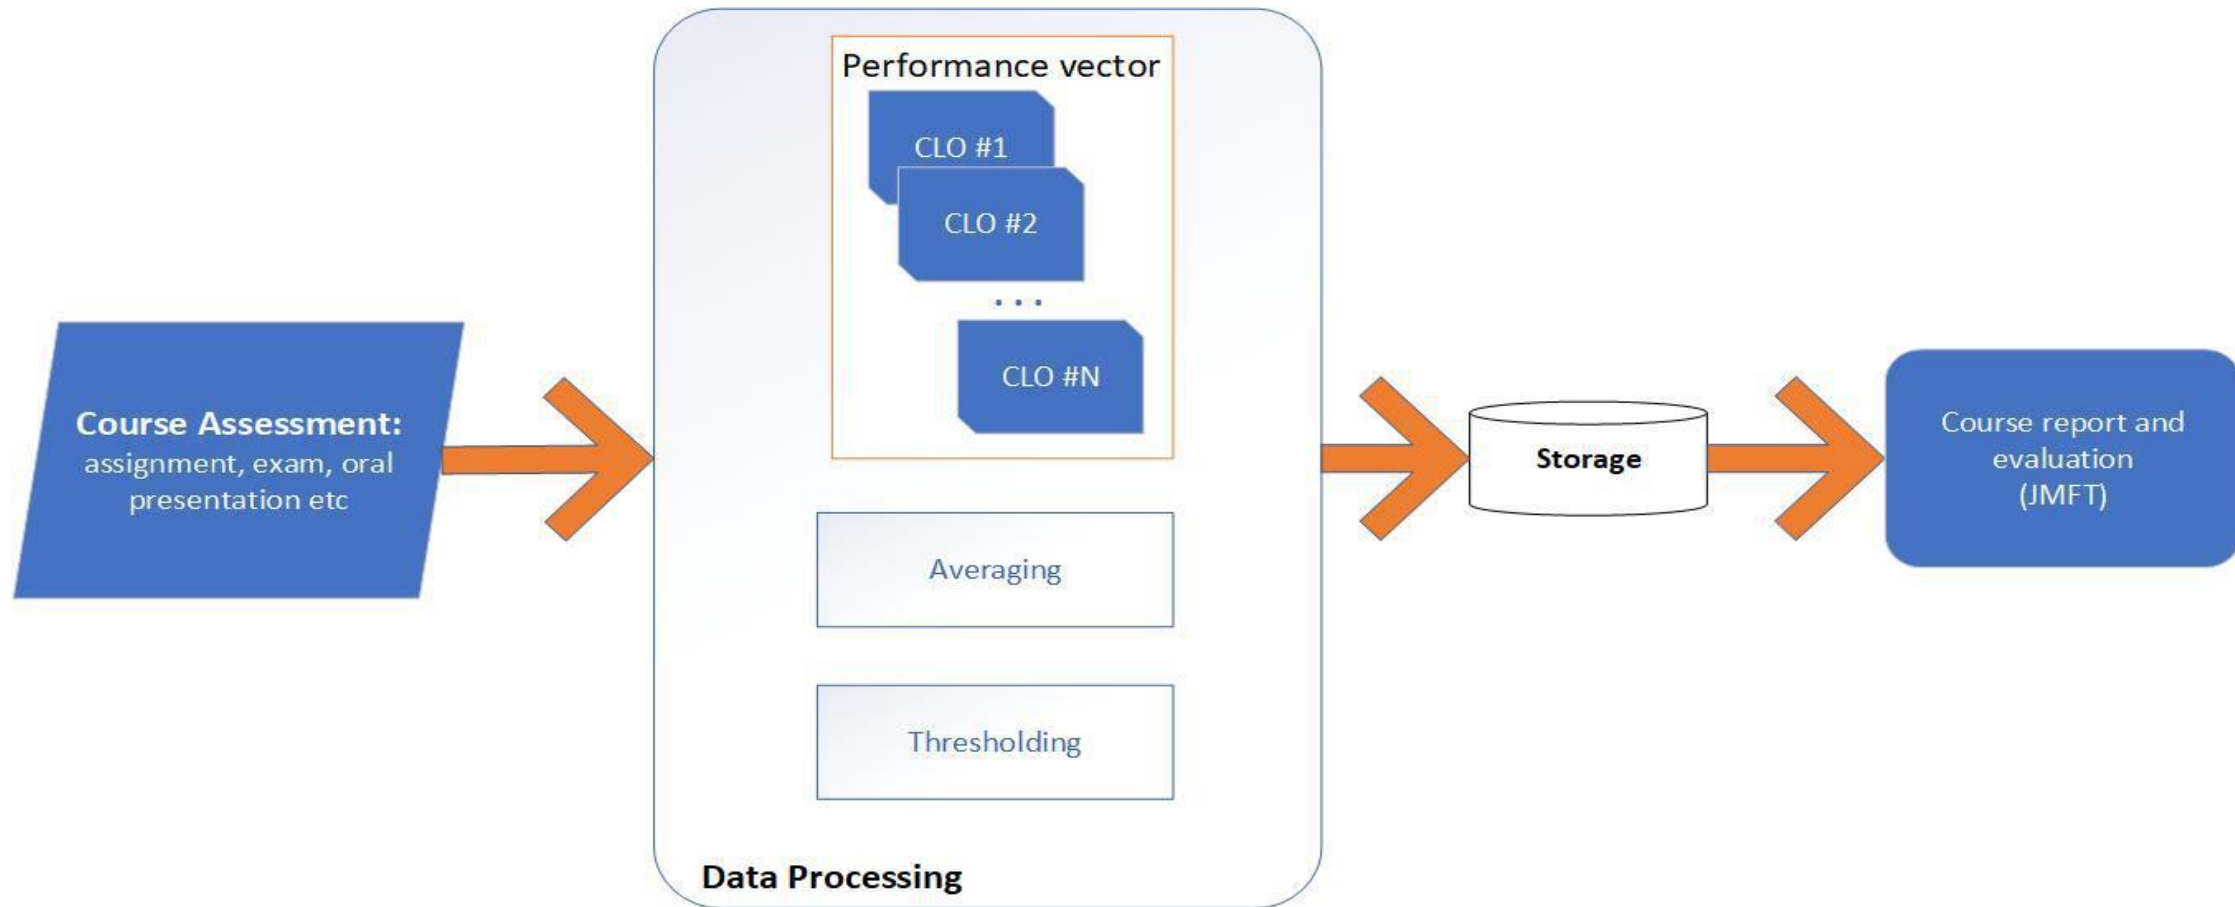 Performance vector
CLO #1
CLO #2
...
CLO #N
Course Assessment:
assignment, exam, oral
presentation etc
Averaging
Thresholding
Data Processing
Storage
Course report and
evaluation
(JMFT)